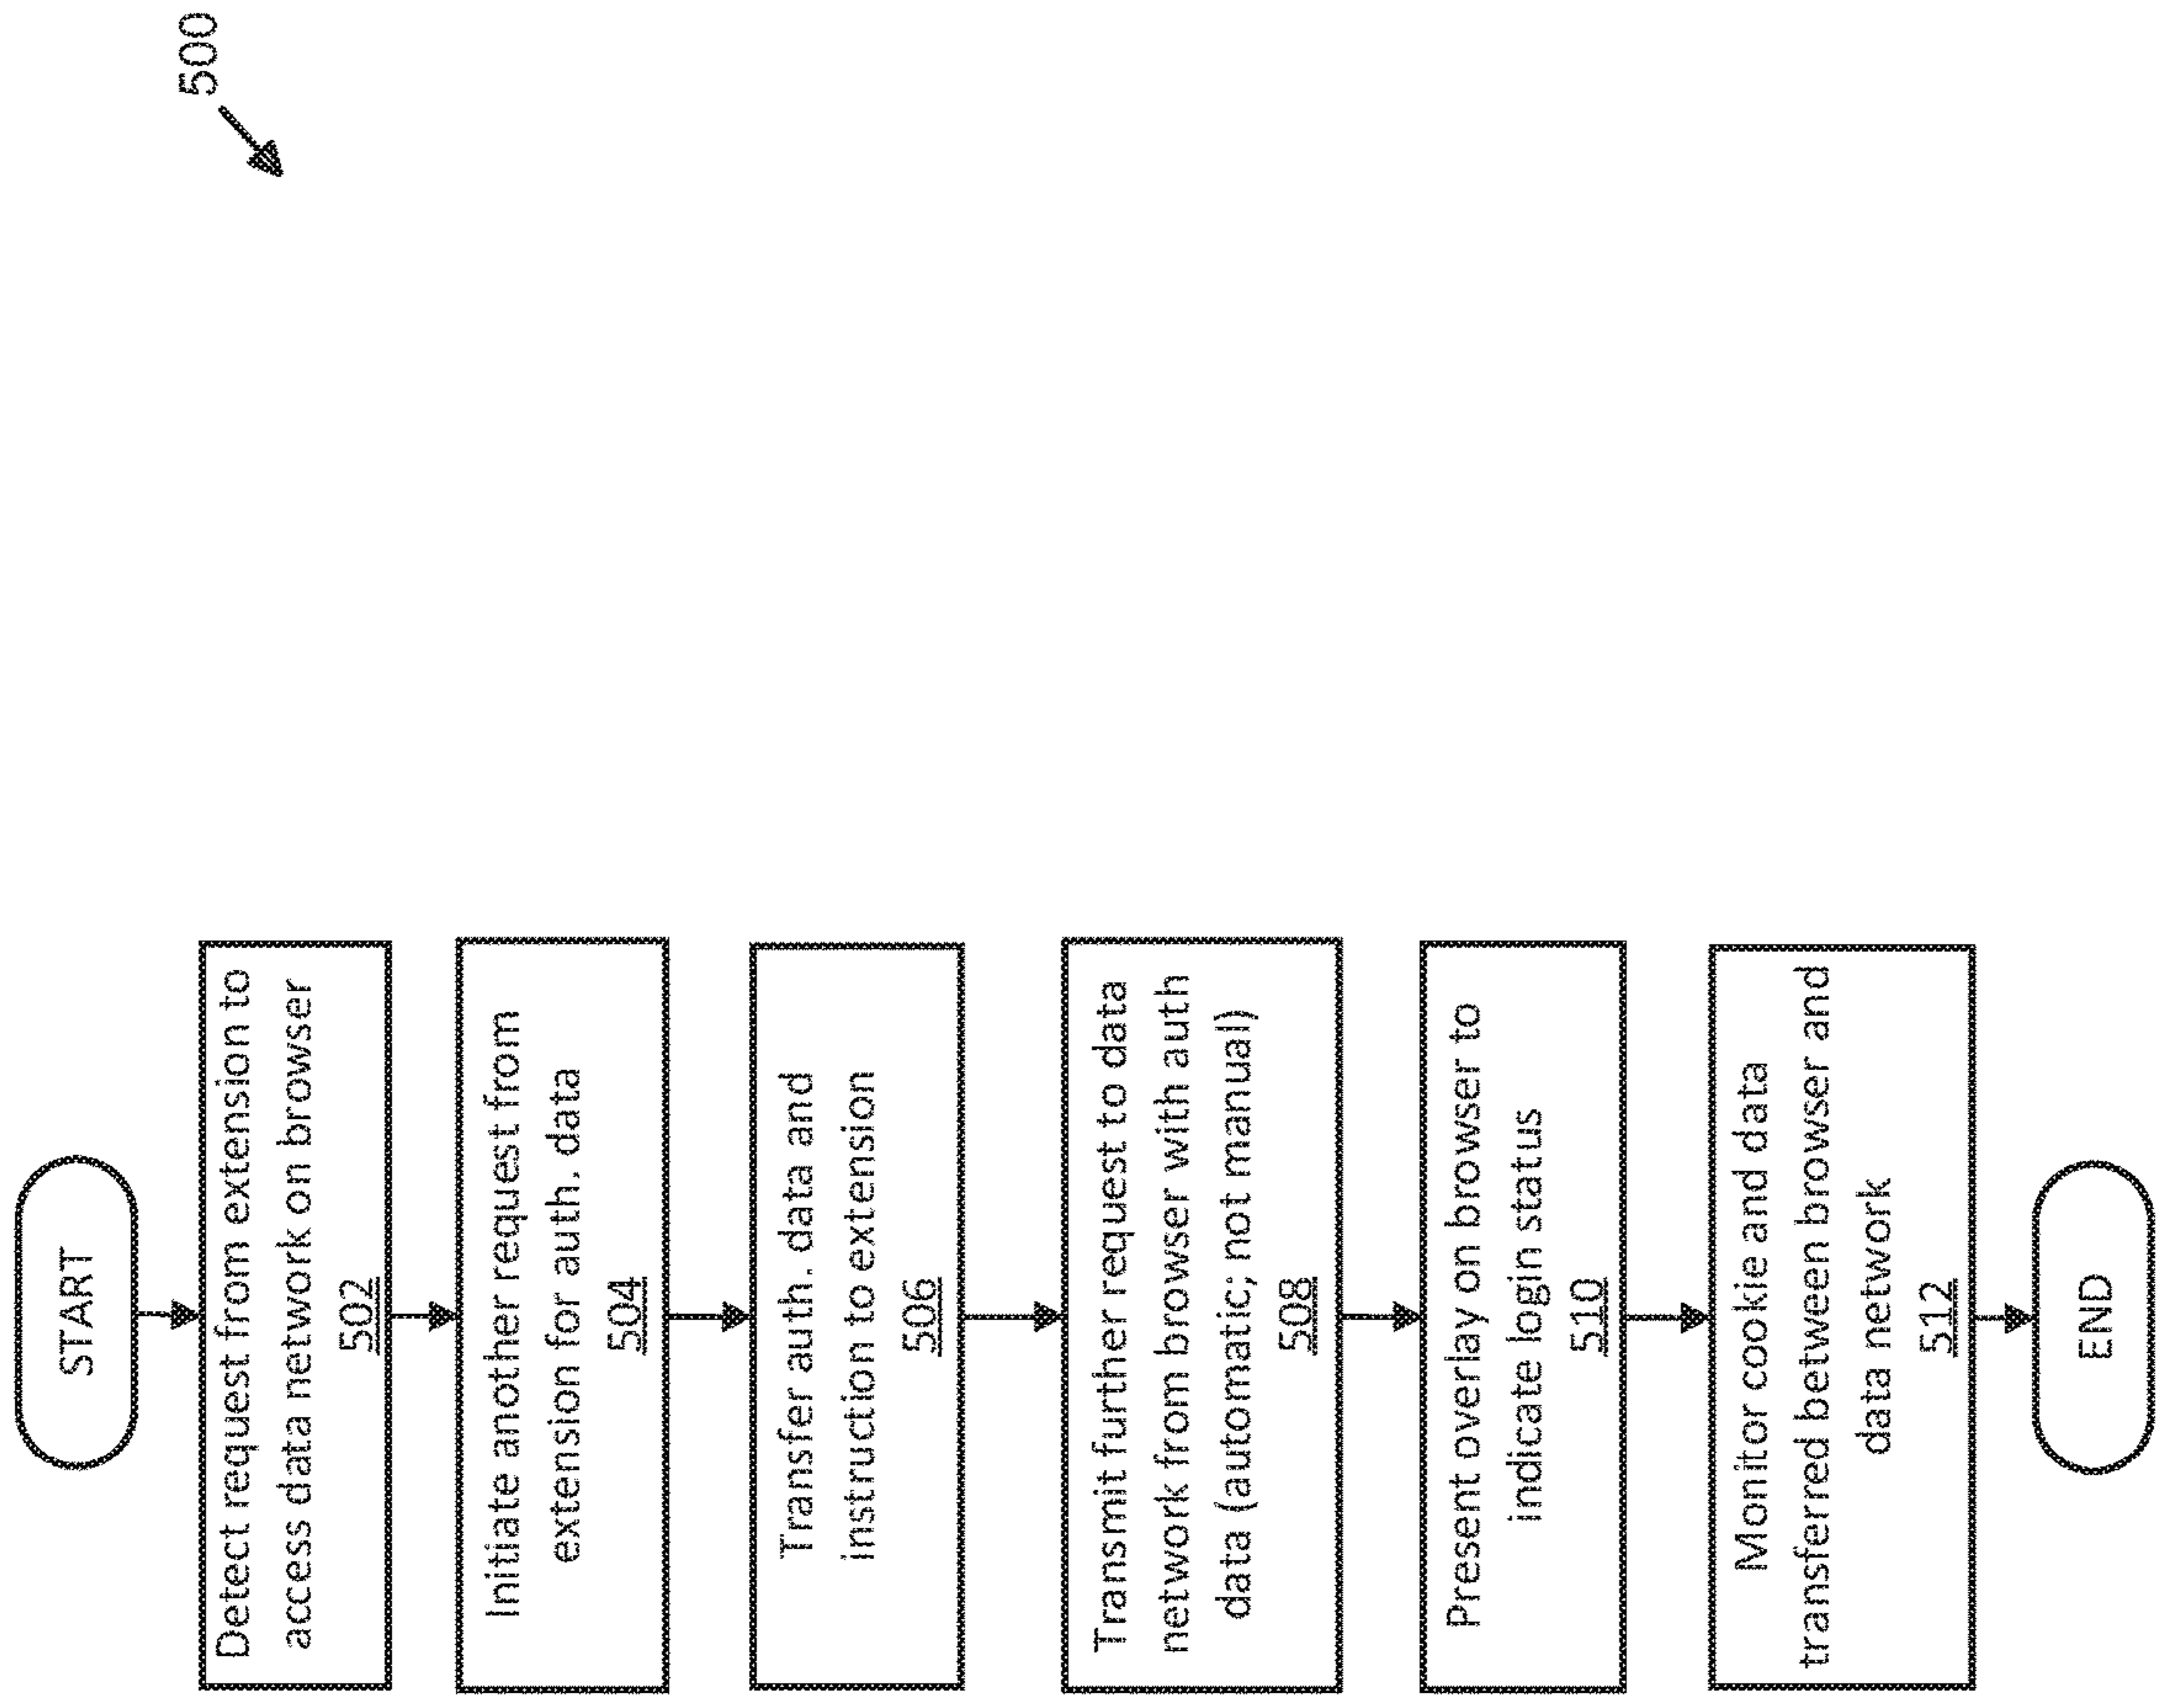 500
START
Detect request from extension to
access data network on browser
502
Initiate another request from
extension for auth. data
504
Transfer auth. data and
instruction to extension
506
Transmit further request to data
network from browser with auth
data (automatic; not manual)
508
Present overlay on browser to
indicate login status
510
Monitor cookie and data
transferred between browser and
data network
512
END